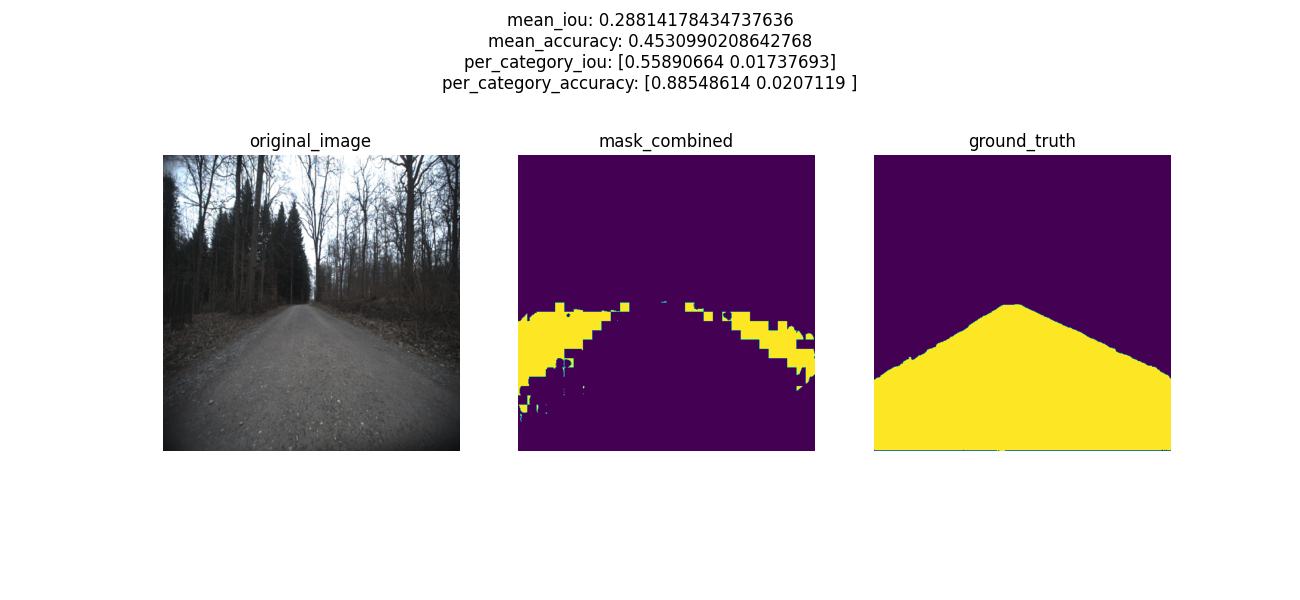 mean_iou: 0.28814178434737636
mean_accuracy: 0.4530990208642768
per_category_iou: [0.55890664 0.01737693]
per_category_accuracy: [0.88548614 0.0207119 ]
original_image
mask_combined
ground_truth